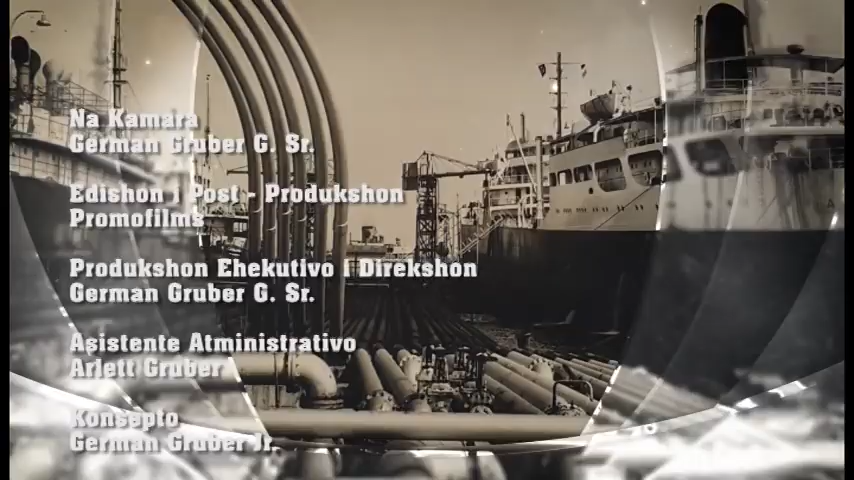 Na Kamara
German Gruber G. Sr.
Edishon i Post - Produkshon
Promofilms
Produkshon Ehekutivo i Direkshon
German Gruber G. Sr.
Asistente Atministrativo
Arlett Gruber
Konsepto
German Gruber Jr.